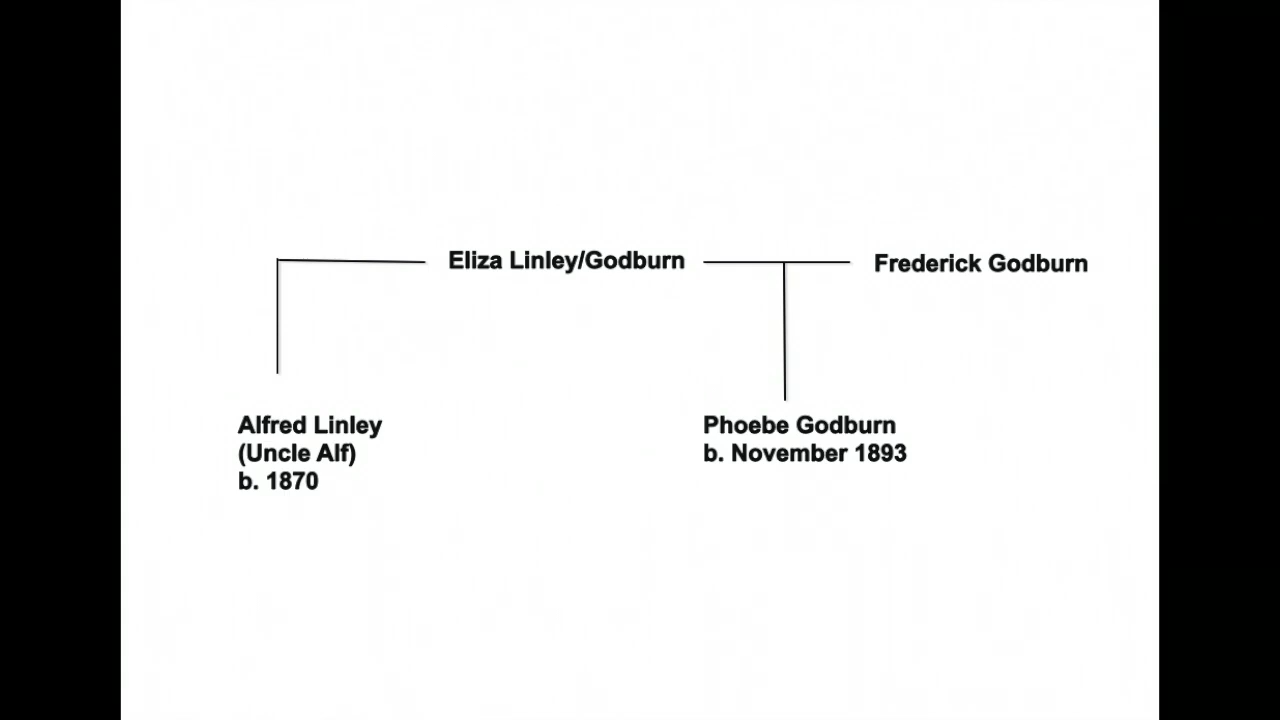 Eliza Linley/Godburn
Frederick Godburn
Alfred Linley
(Uncle Alf)
b. 1870
Phoebe Godburn
b. November 1893